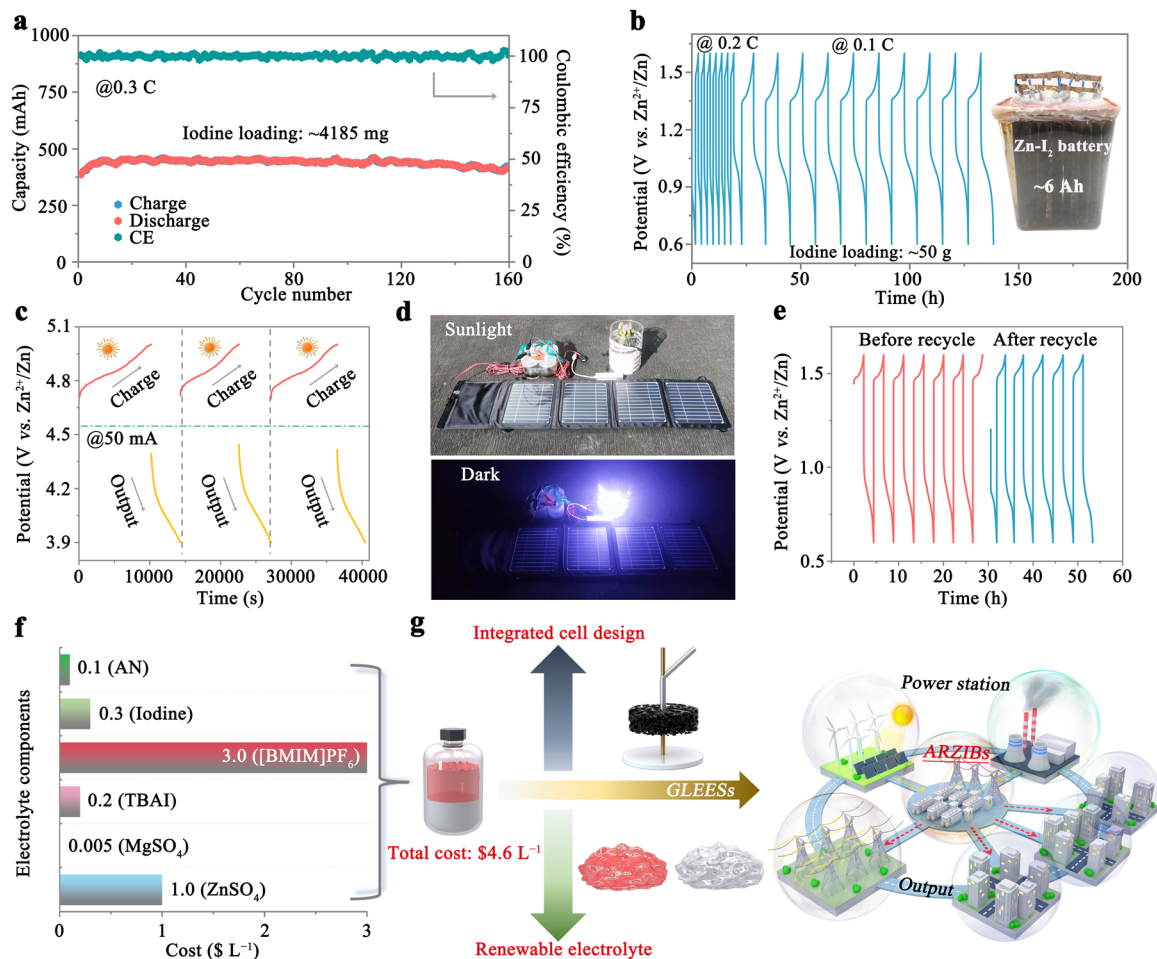 a
1000
750
500
250
0
Capacity (mAh)
@0.3 C
Iodine loading: ~4185 mg
Charge
Discharge
CE
0 40 80 120 160
Cycle number
100
50
0
Coulombic efficiency (%)
b
Potential (V vs. Zn²⁺/Zn)
1.5
1.2
0.9
0.6
@ 0.2 C @ 0.1 C
Iodine loading: ~50 g
Zn-I₂ battery
~6 Ah
0 50 100 150 200
Time (h)
c
Potential (V vs. Zn²⁺/Zn)
5.1
4.8
4.5
4.2
3.9
Charge Charge Charge
@50 mA
Output Output Output
0 10000 20000 30000 40000
Time (s)
d
Sunlight
Dark
e
Potential (V vs. Zn²⁺/Zn)
1.5
1.0
0.5
Before recycle After recycle
0 10 20 30 40 50 60
Time (h)
f
Electrolyte components
0.1 (AN)
0.3 (Iodine)
3.0 ([BMIM]PF₆)
0.2 (TBAI)
0.005 (MgSO₄)
1.0 (ZnSO₄)
0 1 2 3
Cost ($ L⁻¹)
g
Integrated cell design
GLEESs
Total cost: $4.6 L⁻¹
Renewable electrolyte
Power station
ARZIBs
Output